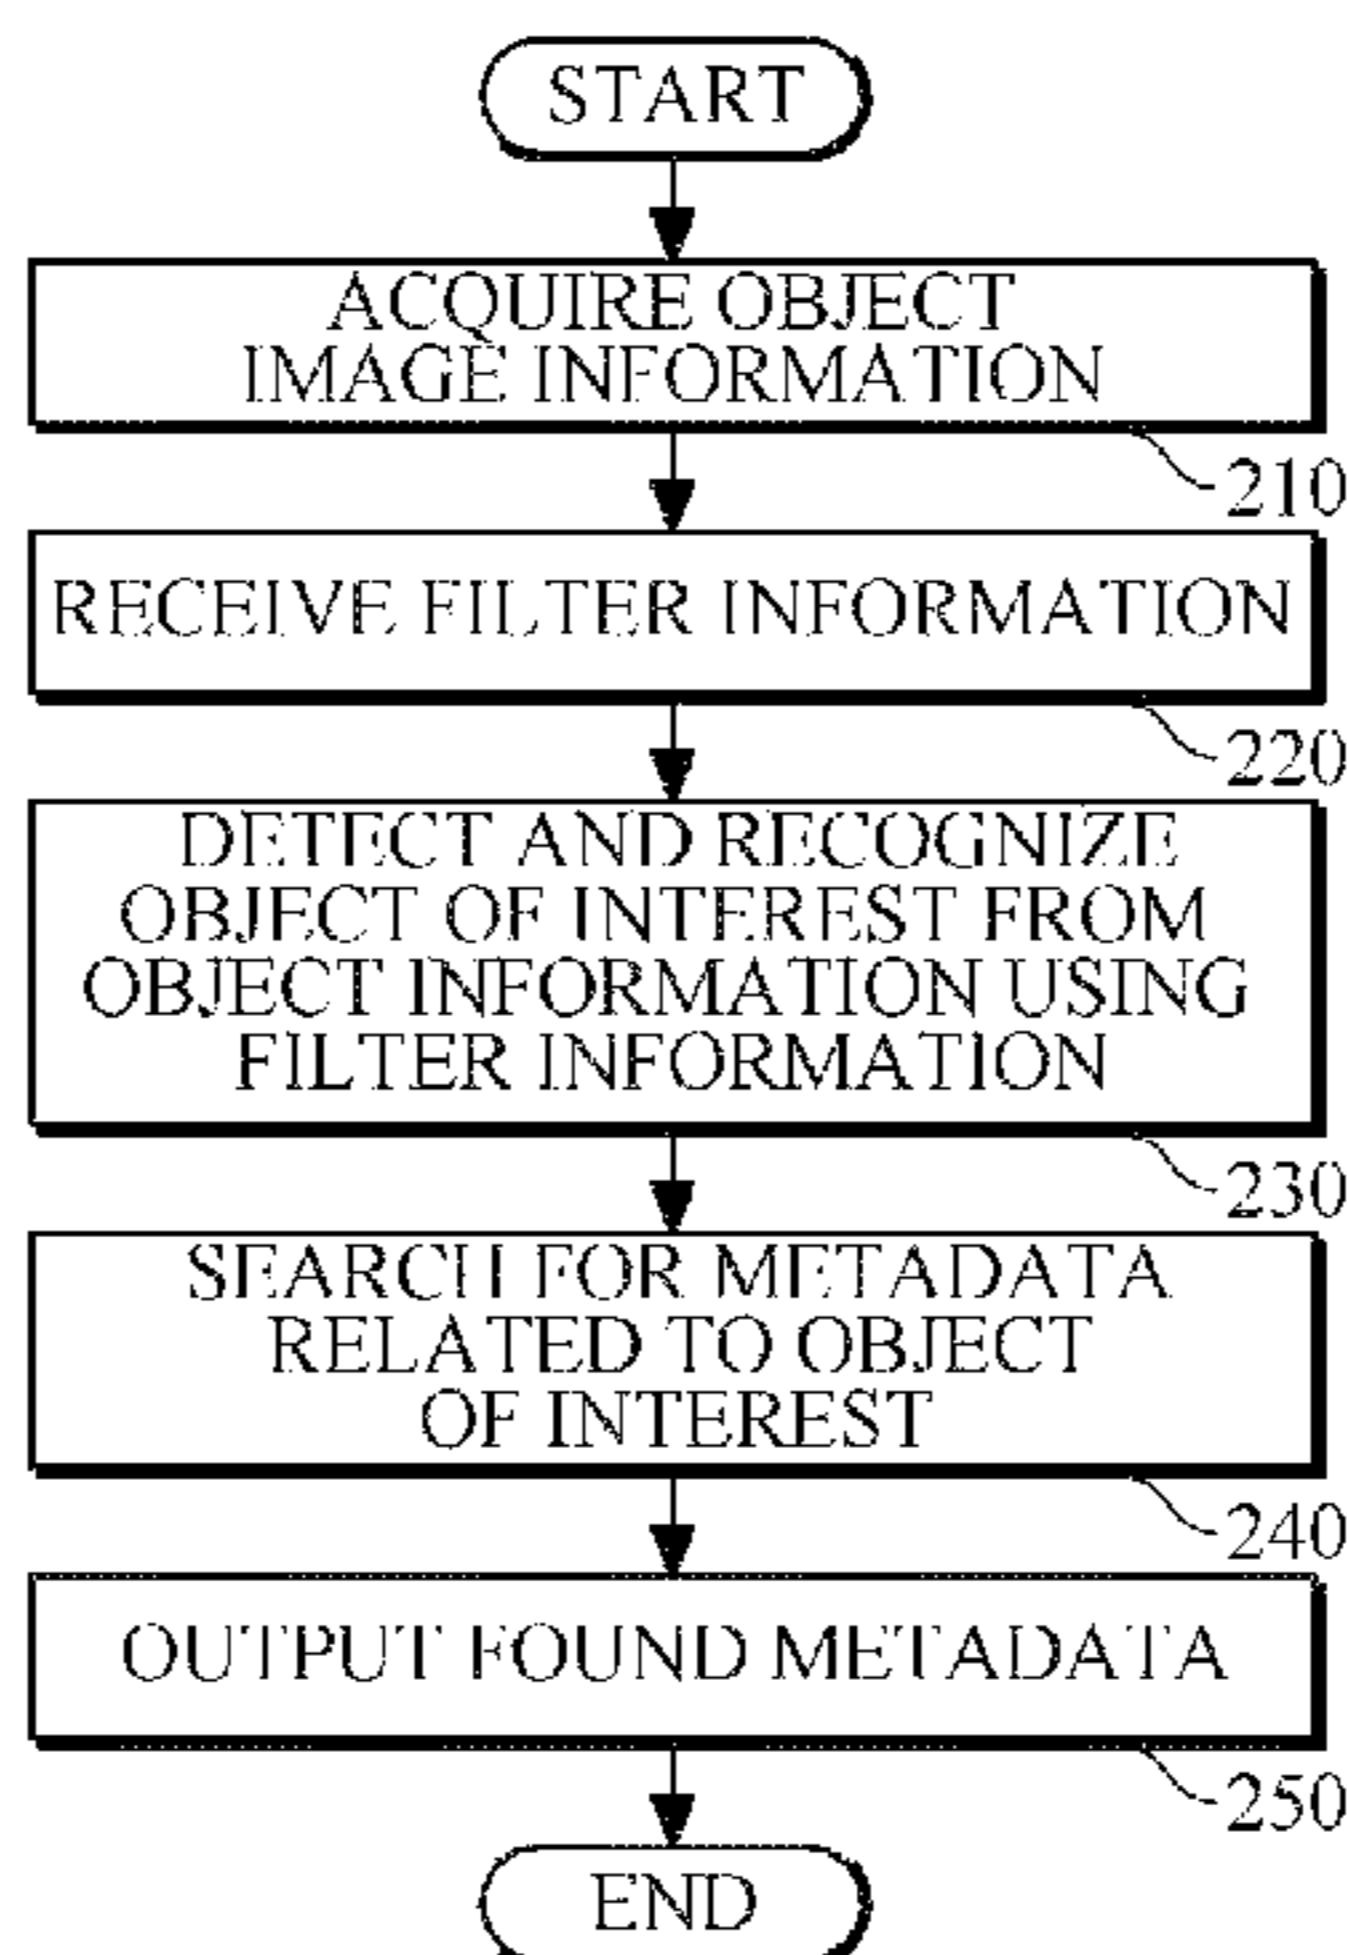 START
ACQUIRE OBJECT
IMAGE INFORMATION
210
RECEIVE FILTER INFORMATION
220
DETECT AND RECOGNIZE
OBJECT OF INTEREST FROM
OBJECT INFORMATION USING
FILTER INFORMATION
230
SEARCH FOR METADATA
RELATED TO OBJECT
OF INTEREST
240
OUTPUT FOUND METADATA
250
END